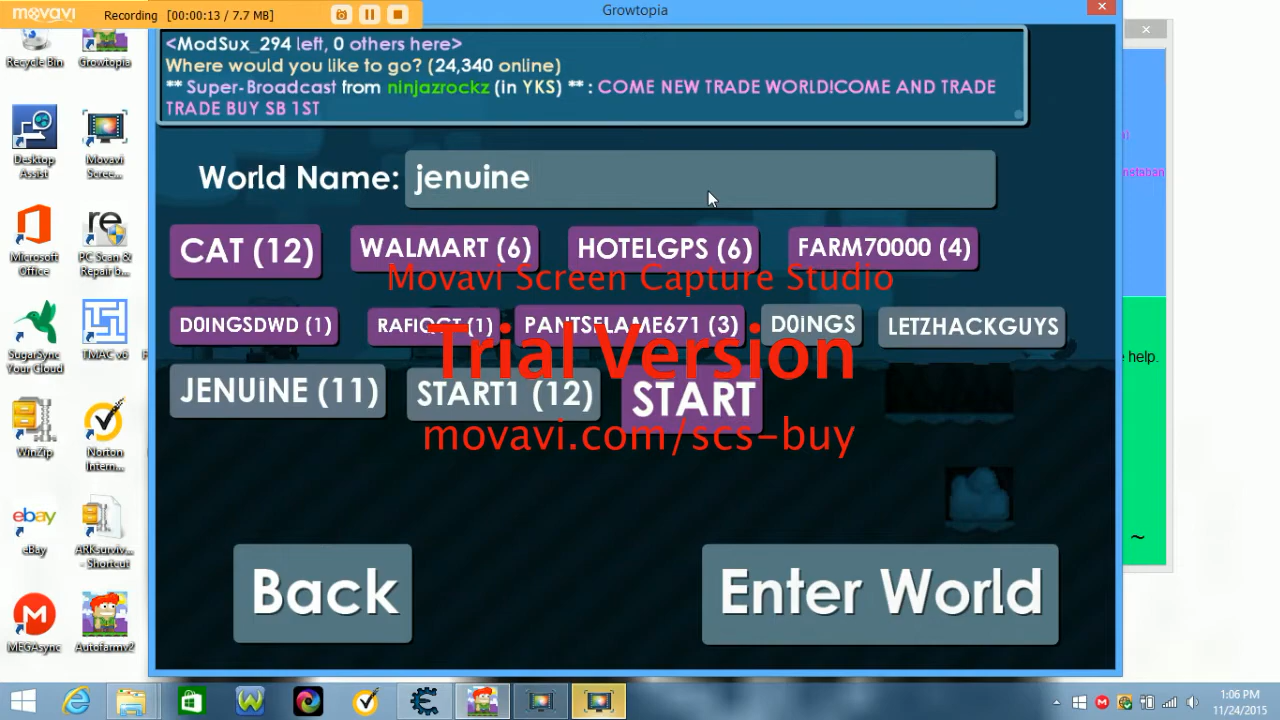 movavi
Recording [00:00:13 / 7.7 MB]
Growtopia
<ModSux_294 left, 0 others here>
Where would you like to go? (24,340 online)
** Super-Broadcast from ninjazrockz (in YKS) ** : COME NEW TRADE WORLD!COME AND TRADE
TRADE BUY SB 1ST
World Name: jenuine
CAT (12) WALMART (6) HOTELGPS (6) FARM70000 (4)
Movavi Screen Capture Studio
D0INGSDWD (1) RAFIQGT (1) PANTSFLAME671 (3) D0iNGS LETZHACKGUYS
Trial Version
JENUiNE (11) START1 (12) START
movavi.com/scs-buy
Back Enter World
Recycle Bin
Growtopia
Desktop
Assist
Movavi
Scree...
Microsoft
Office
PC Scan &
Repair b...
SugarSync
Your Cloud
TMAC v6
WinZip
Norton
Intern...
ebay
eBay
ARKsurviv...
- Shortcut
MEGAsync
Autofarmv2
nstaban
help.
~
1:06 PM
11/24/2015